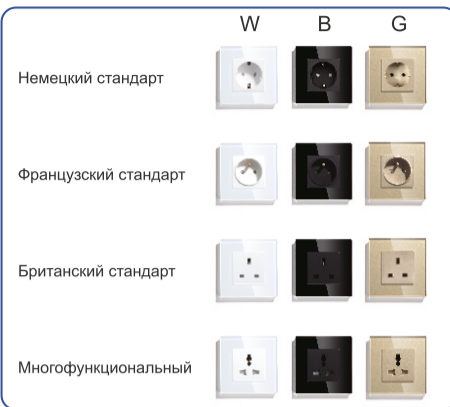 W B G
Немецкий стандарт
Французский стандарт
Британский стандарт
Многофункциональный